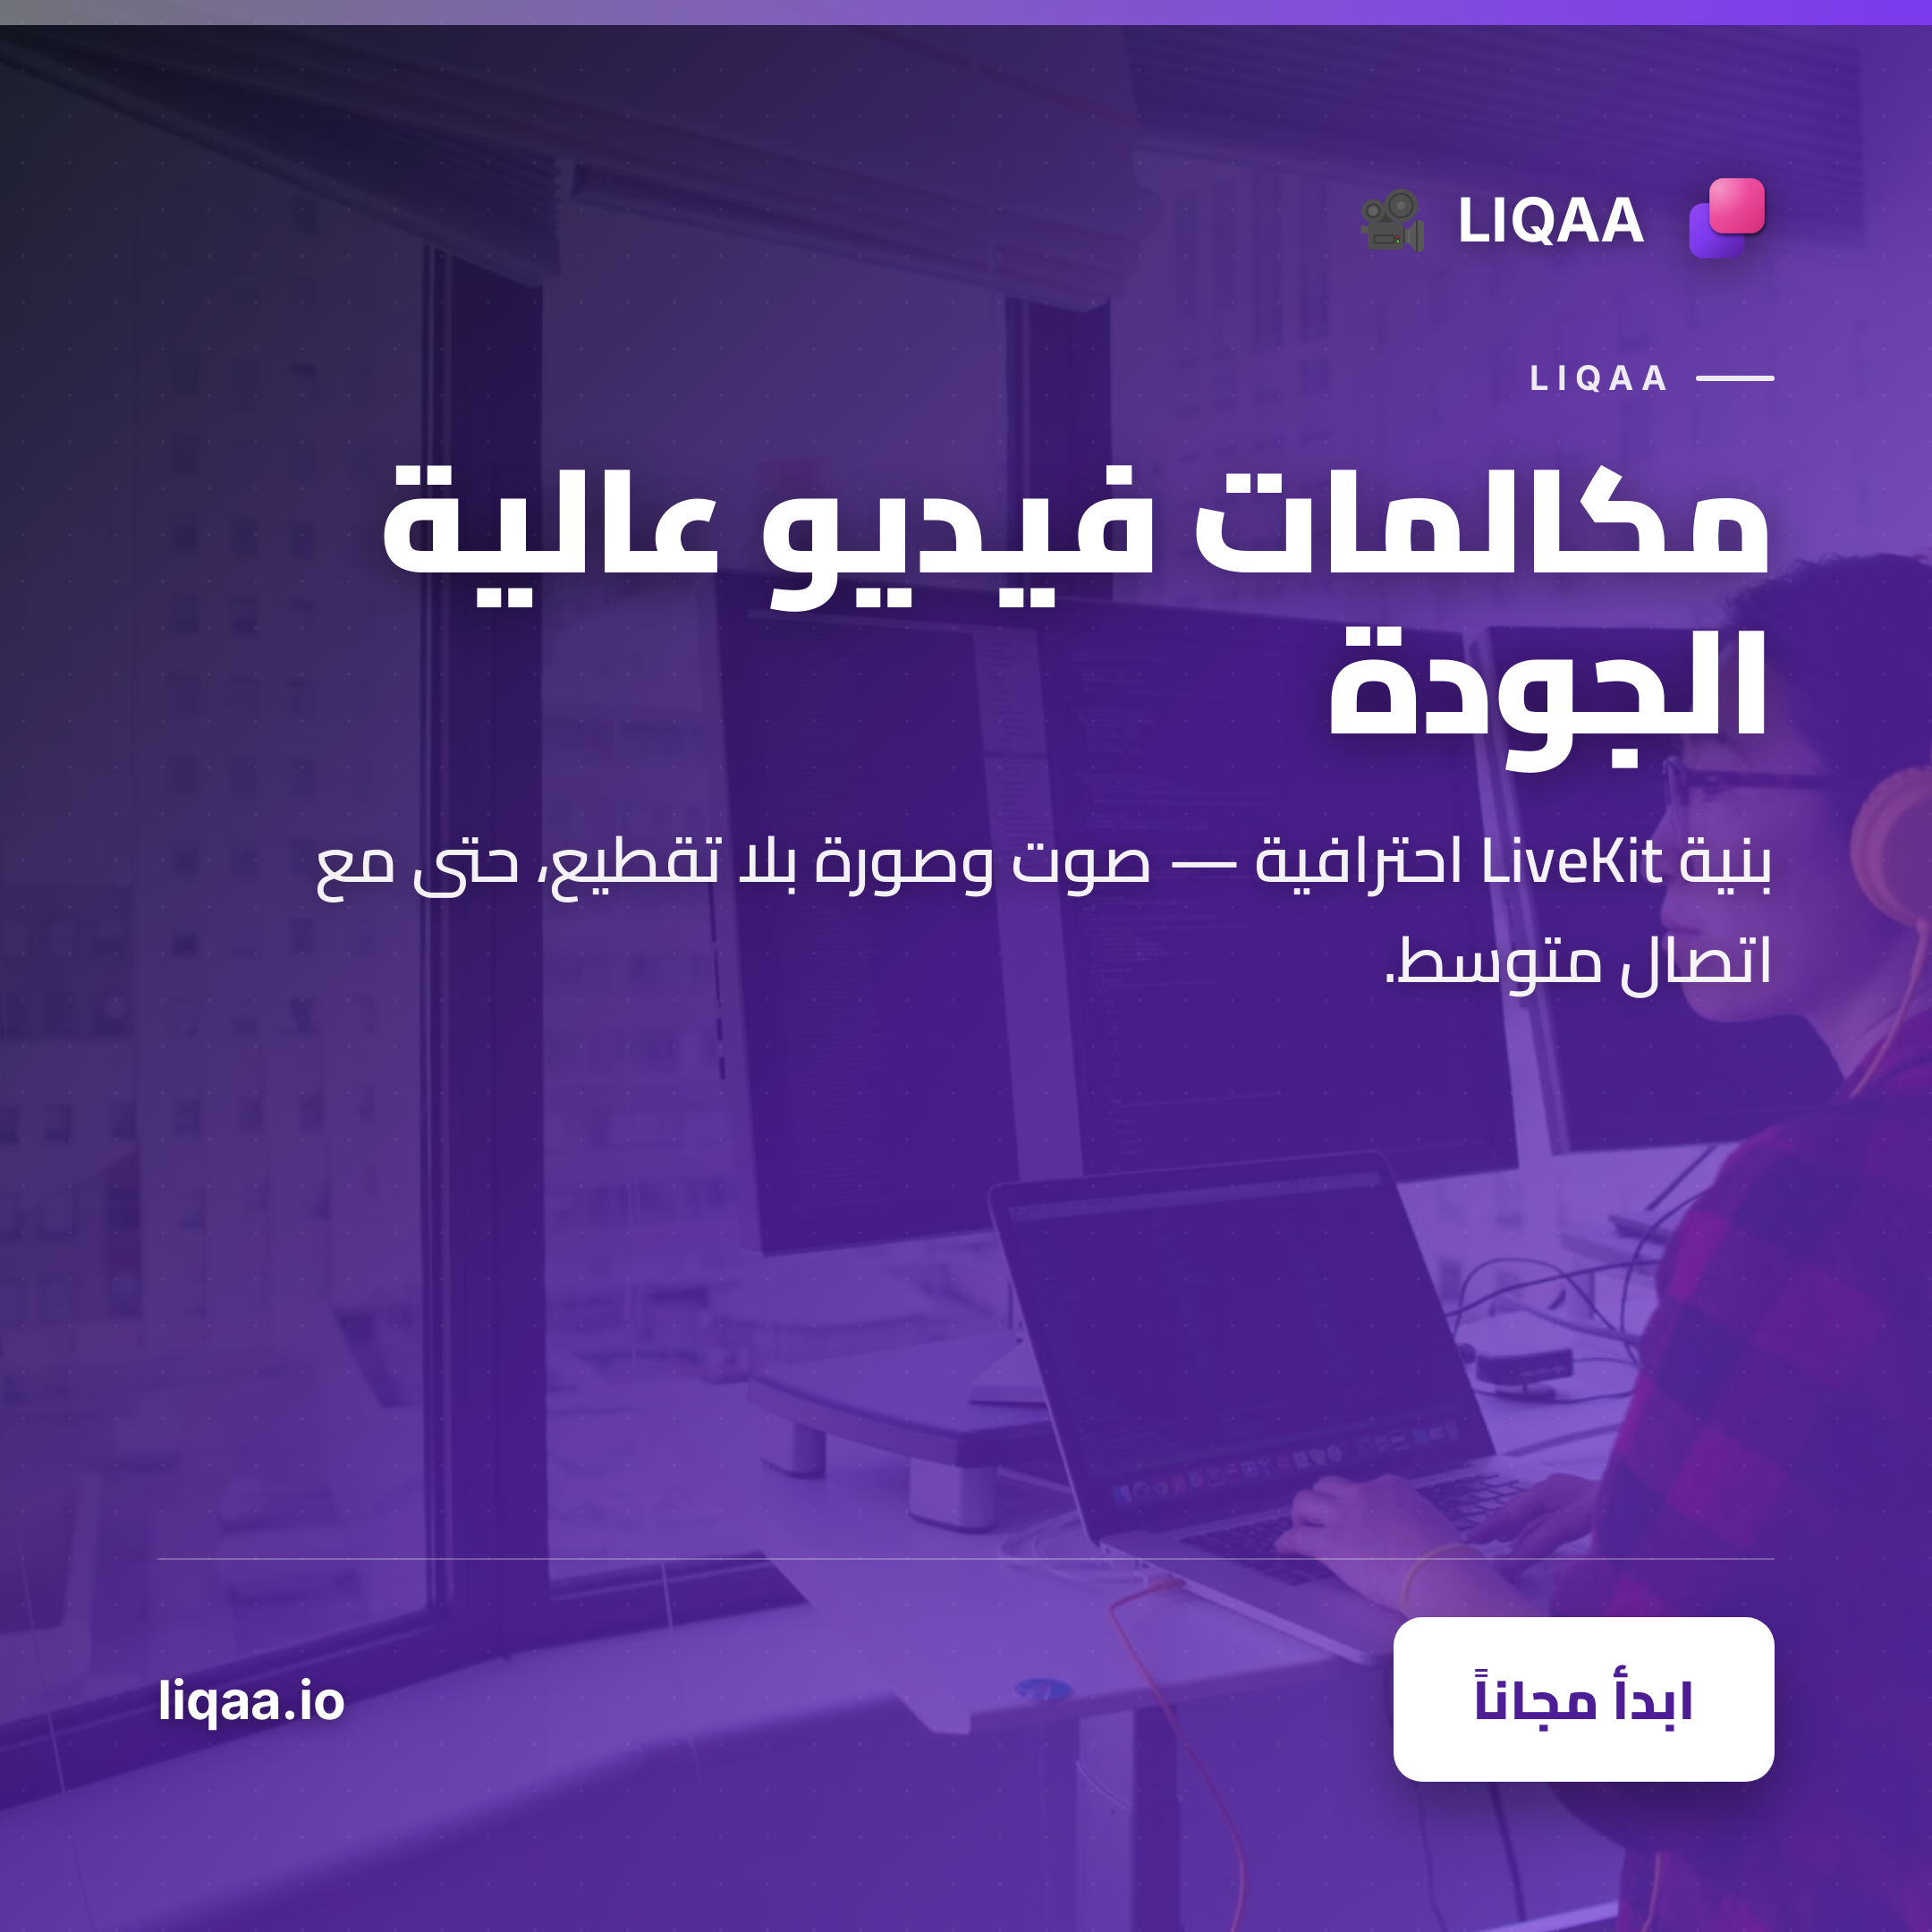 LIQAA 🎥
LIQAA
مكالمات فيديو عالية
الجودة
بنية LiveKit احترافية — صوت وصورة بلا تقطيع، حتى مع
اتصال متوسط.
ابدأ مجاناً
liqaa.io